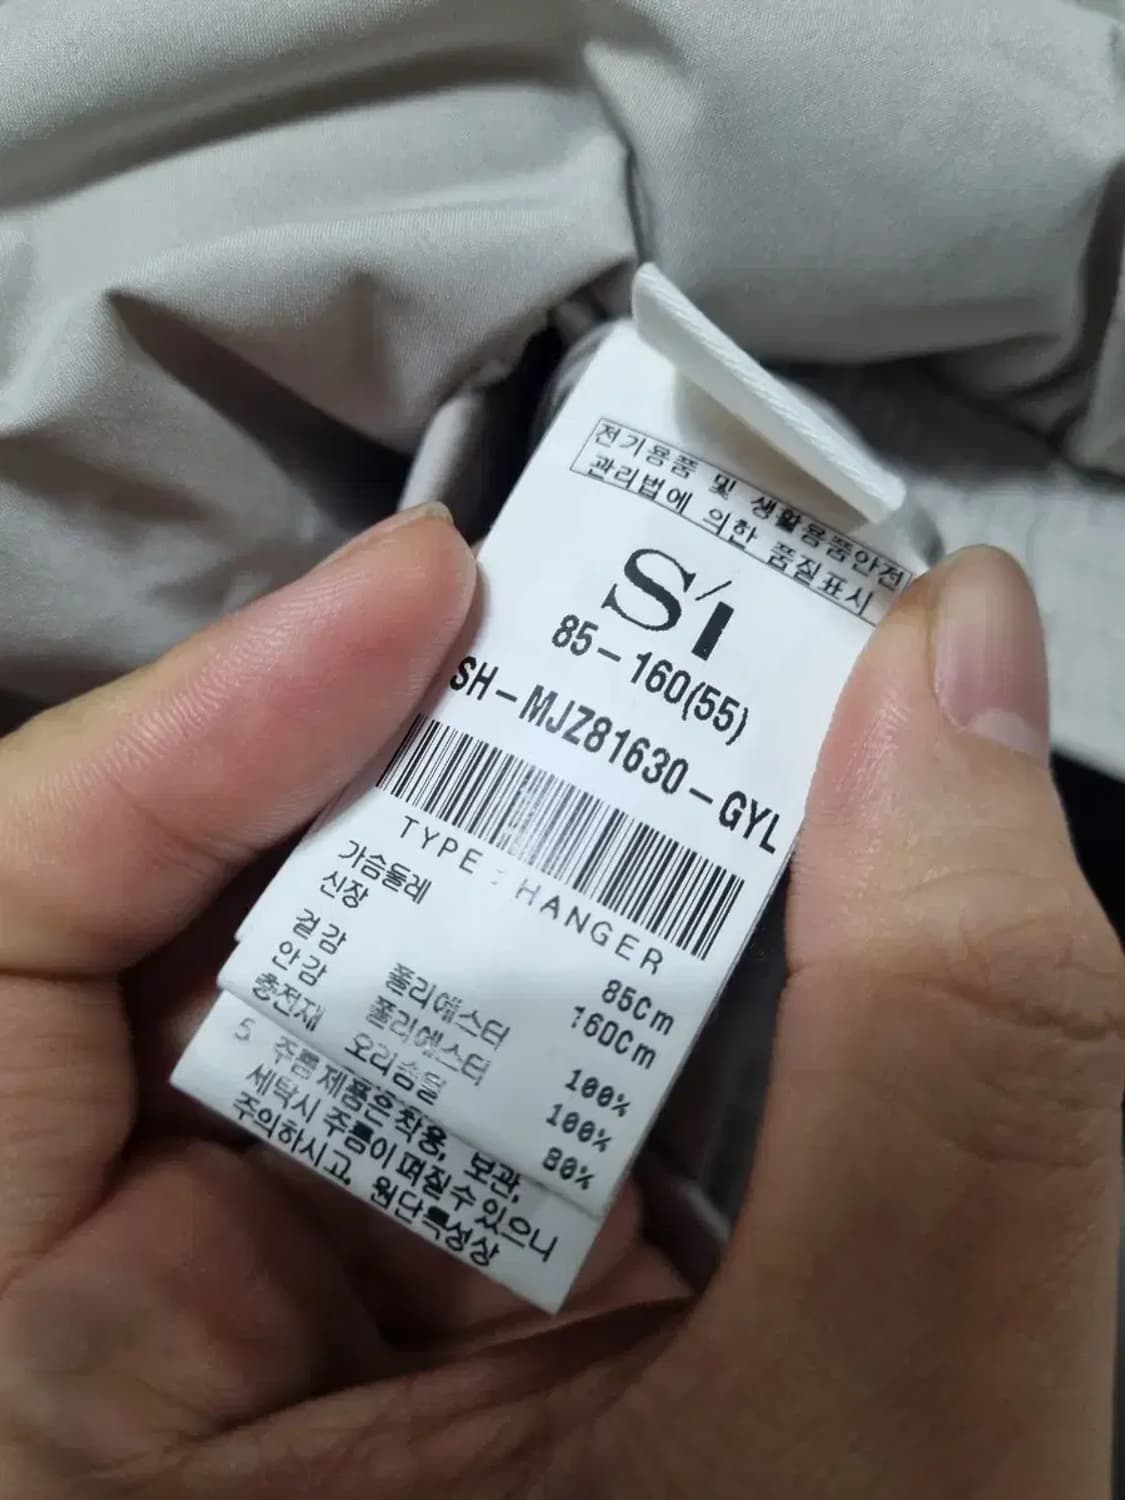 전기용품 및 생활용품안전
관리법에 의한 품질표시
S/I
85-160(55)
SH-MJZ81630-GYL
TYPE : HANGER
가슴둘레 85Cm
신장 160Cm
겉감 폴리에스터 100%
안감 폴리에스터 100%
충전재 오리솜털 80%
5 주름 제품은 착용, 보관,
세탁시 주름이 펴질 수 있으니
주의하시고, 원단특성상